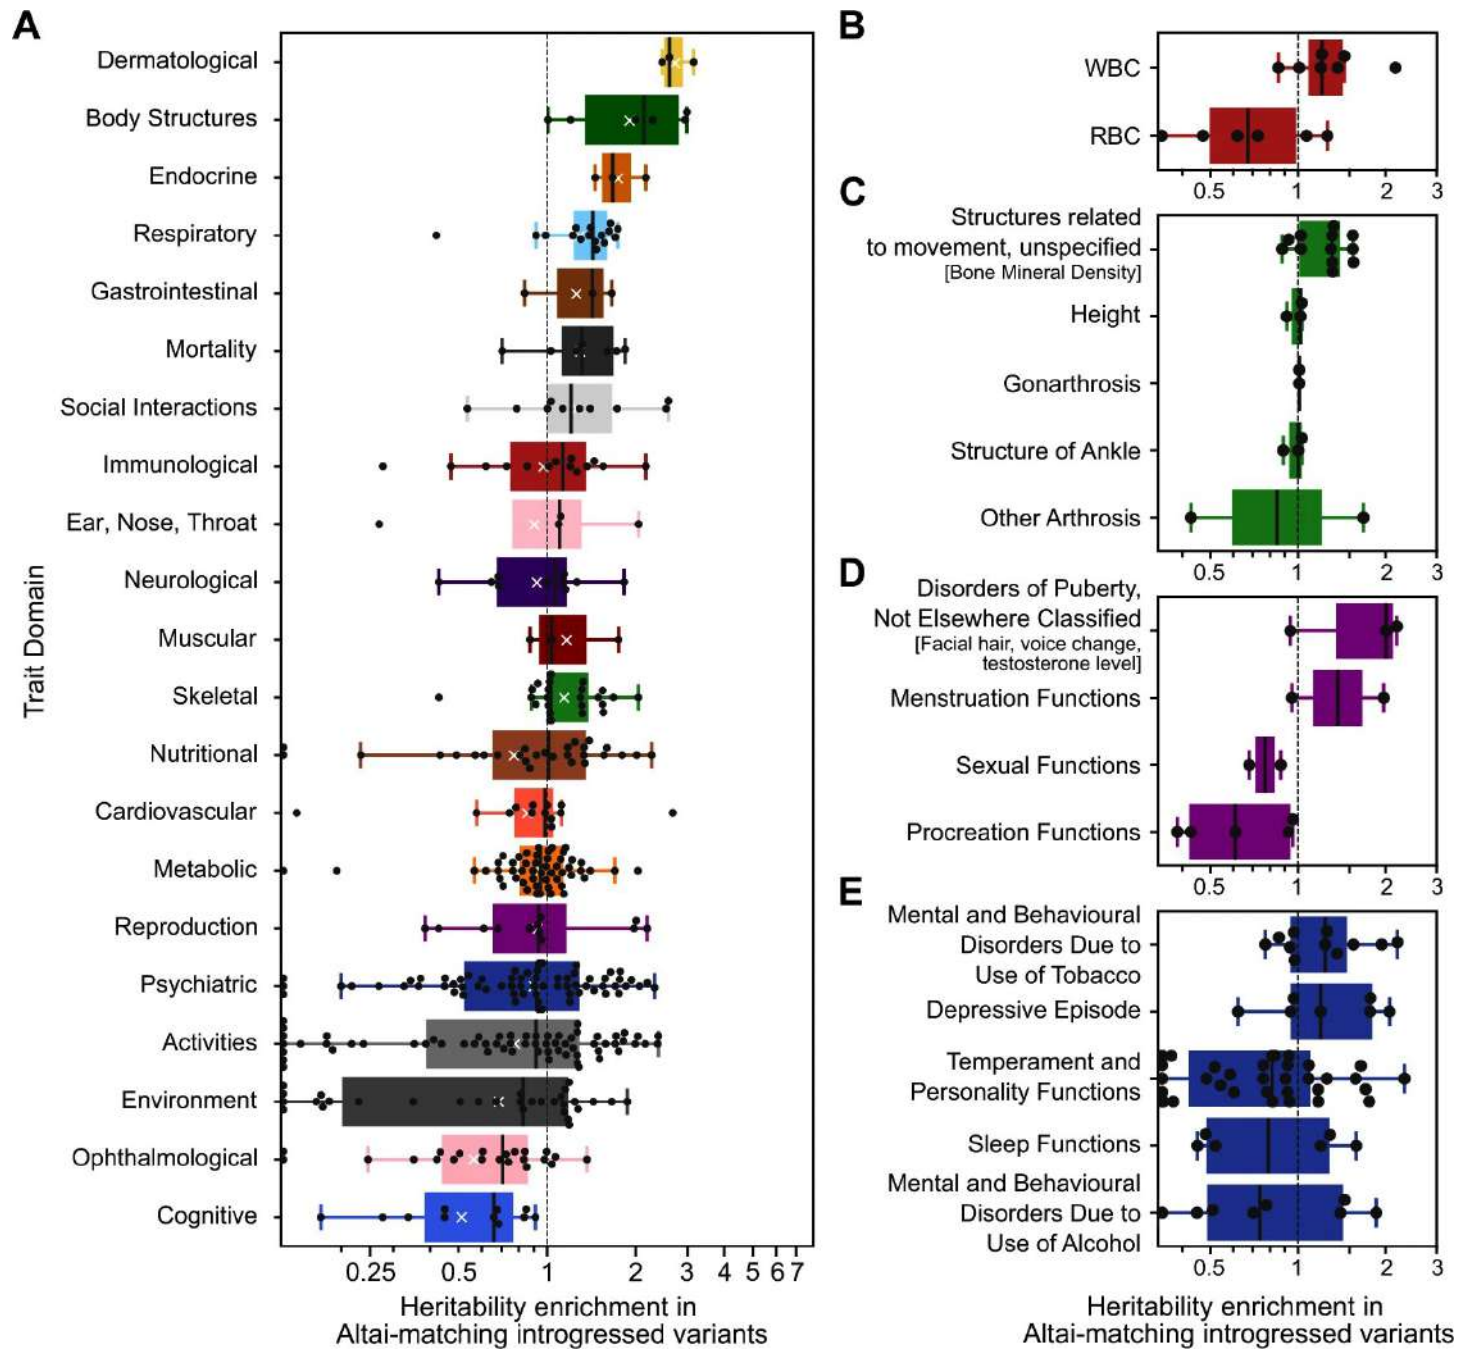 A
Trait Domain
Dermatological
Body Structures
Endocrine
Respiratory
Gastrointestinal
Mortality
Social Interactions
Immunological
Ear, Nose, Throat
Neurological
Muscular
Skeletal
Nutritional
Cardiovascular
Metabolic
Reproduction
Psychiatric
Activities
Environment
Ophthalmological
Cognitive
0.25 0.5 1 2 3 4 5 6 7
Heritability enrichment in
Altai-matching introgressed variants
B
WBC
RBC
0.5 1 2 3
C
Structures related
to movement, unspecified
[Bone Mineral Density]
Height
Gonarthrosis
Structure of Ankle
Other Arthrosis
0.5 1 2 3
D
Disorders of Puberty,
Not Elsewhere Classified
[Facial hair, voice change,
testosterone level]
Menstruation Functions
Sexual Functions
Procreation Functions
0.5 1 2 3
E
Mental and Behavioural
Disorders Due to
Use of Tobacco
Depressive Episode
Temperament and
Personality Functions
Sleep Functions
Mental and Behavioural
Disorders Due to
Use of Alcohol
0.5 1 2 3
Heritability enrichment in
Altai-matching introgressed variants